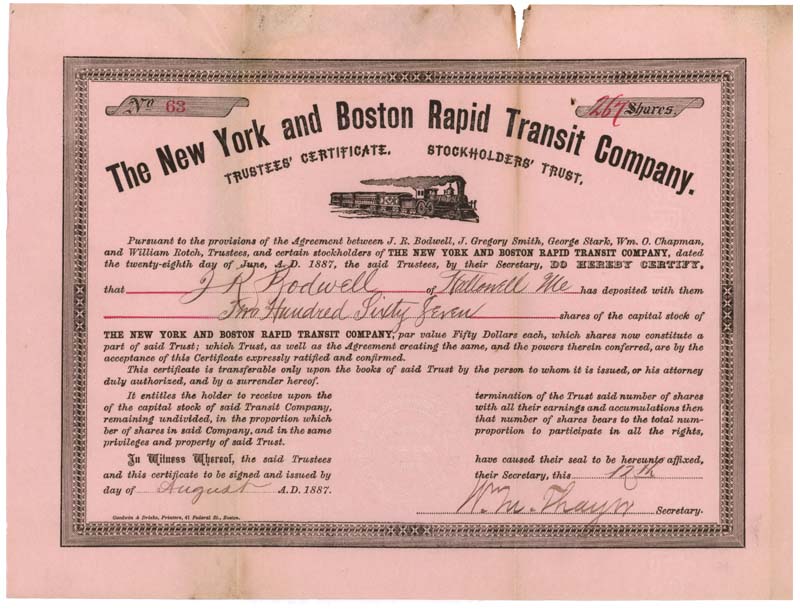 No 63
267 Shares.
The New York and Boston Rapid Transit Company.
TRUSTEES' CERTIFICATE. STOCKHOLDERS' TRUST.
Pursuant to the provisions of the Agreement between J. R. Bodwell, J. Gregory Smith, George Stark, Wm. O. Chapman,
and William Rotch, Trustees, and certain stockholders of THE NEW YORK AND BOSTON RAPID TRANSIT COMPANY, dated
the twenty-eighth day of June, A. D. 1887, the said Trustees, by their Secretary, DO HEREBY CERTIFY,
that J R Bodwell of Hallowell Me has deposited with them
Two Hundred Sixty Seven shares of the capital stock of
THE NEW YORK AND BOSTON RAPID TRANSIT COMPANY, par value Fifty Dollars each, which shares now constitute a
part of said Trust; which Trust, as well as the Agreement creating the same, and the powers therein conferred, are by the
acceptance of this Certificate expressly ratified and confirmed.
This certificate is transferable only upon the books of said Trust by the person to whom it is issued, or his attorney
duly authorized, and by a surrender hereof.
It entitles the holder to receive upon the termination of the Trust said number of shares
of the capital stock of said Transit Company, with all their earnings and accumulations then
remaining undivided, in the proportion which that number of shares bears to the total num-
ber of shares in said Company, and in the same proportion to participate in all the rights,
privileges and property of said Trust.
In Witness Whereof, the said Trustees have caused their seal to be hereunto affixed,
and this certificate to be signed and issued by their Secretary, this 12th
day of August A.D. 1887.
Wm. Thayer Secretary.
Goodwin & Drisko, Printers, 41 Federal St., Boston.